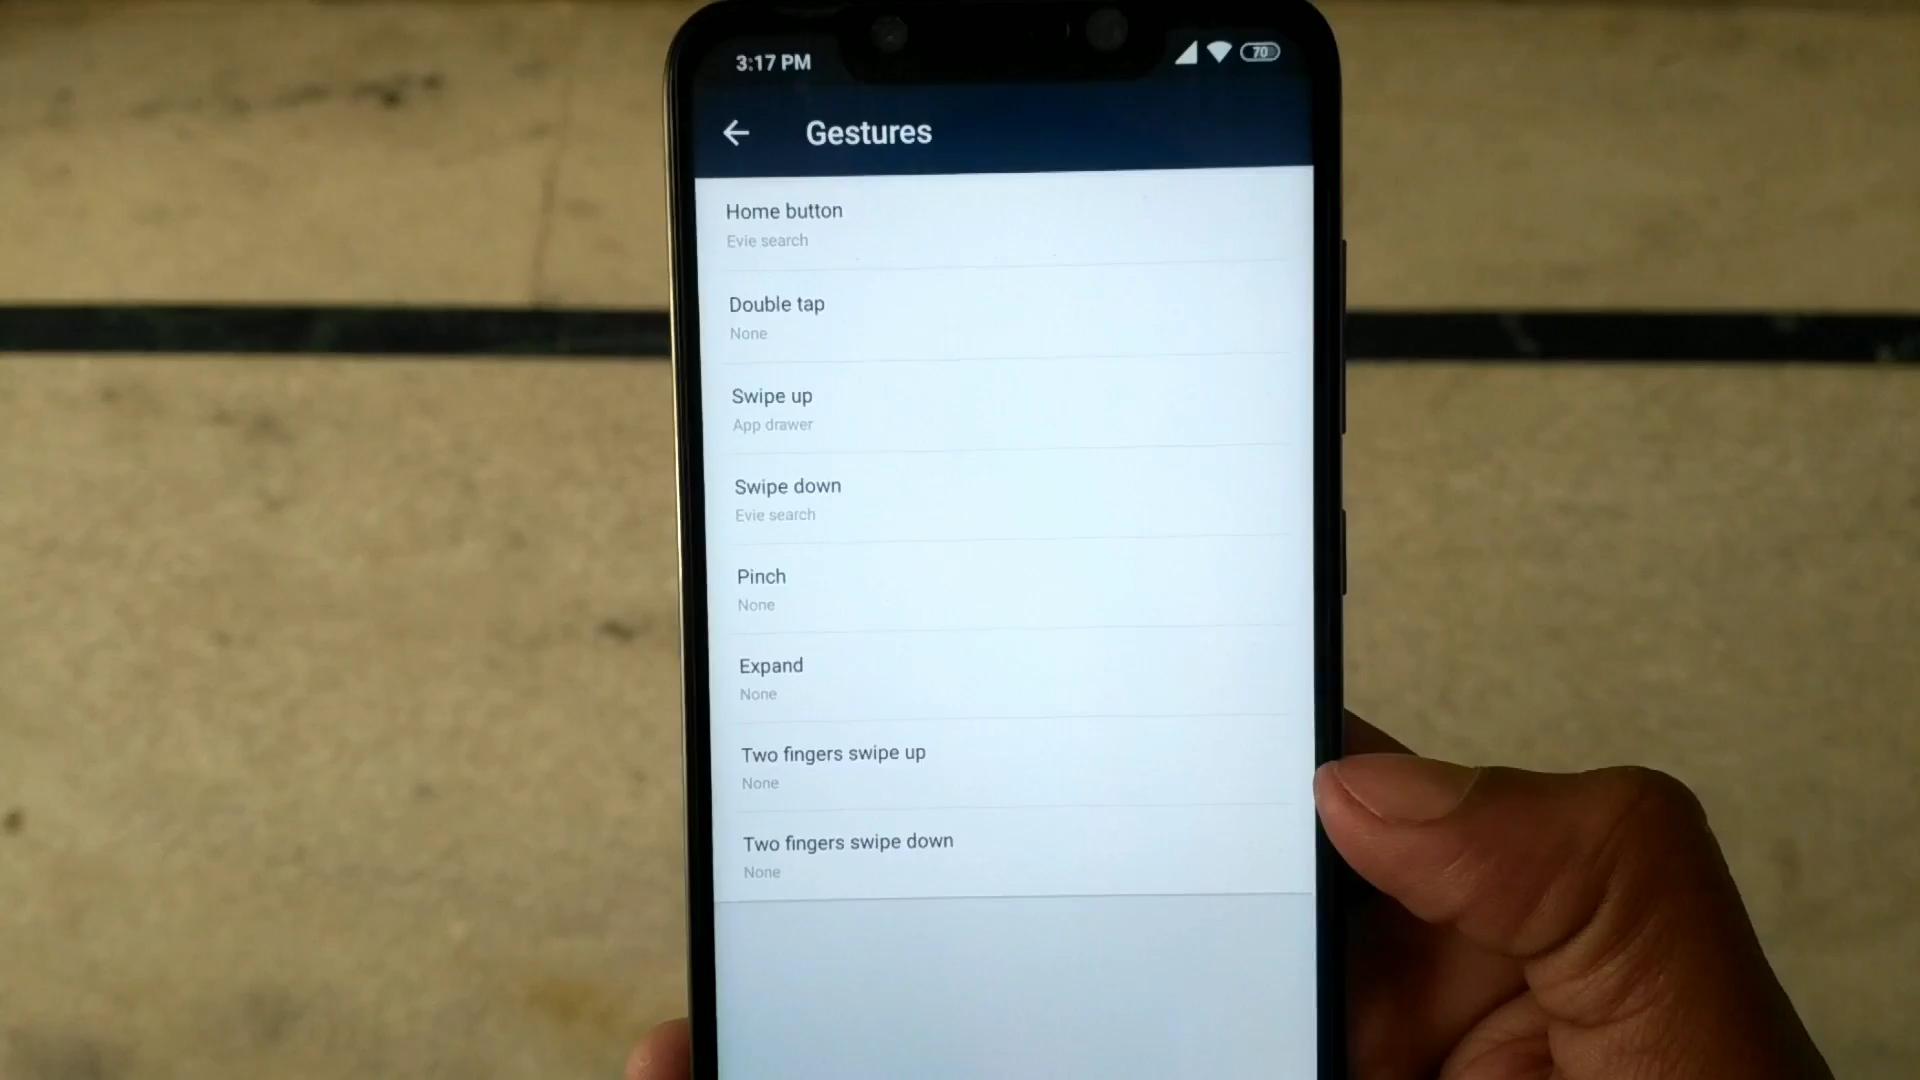 3:17 PM
70
Gestures
Home button
Evie search
Double tap
None
Swipe up
App drawer
Swipe down
Evie search
Pinch
None
Expand
None
Two fingers swipe up
None
Two fingers swipe down
None